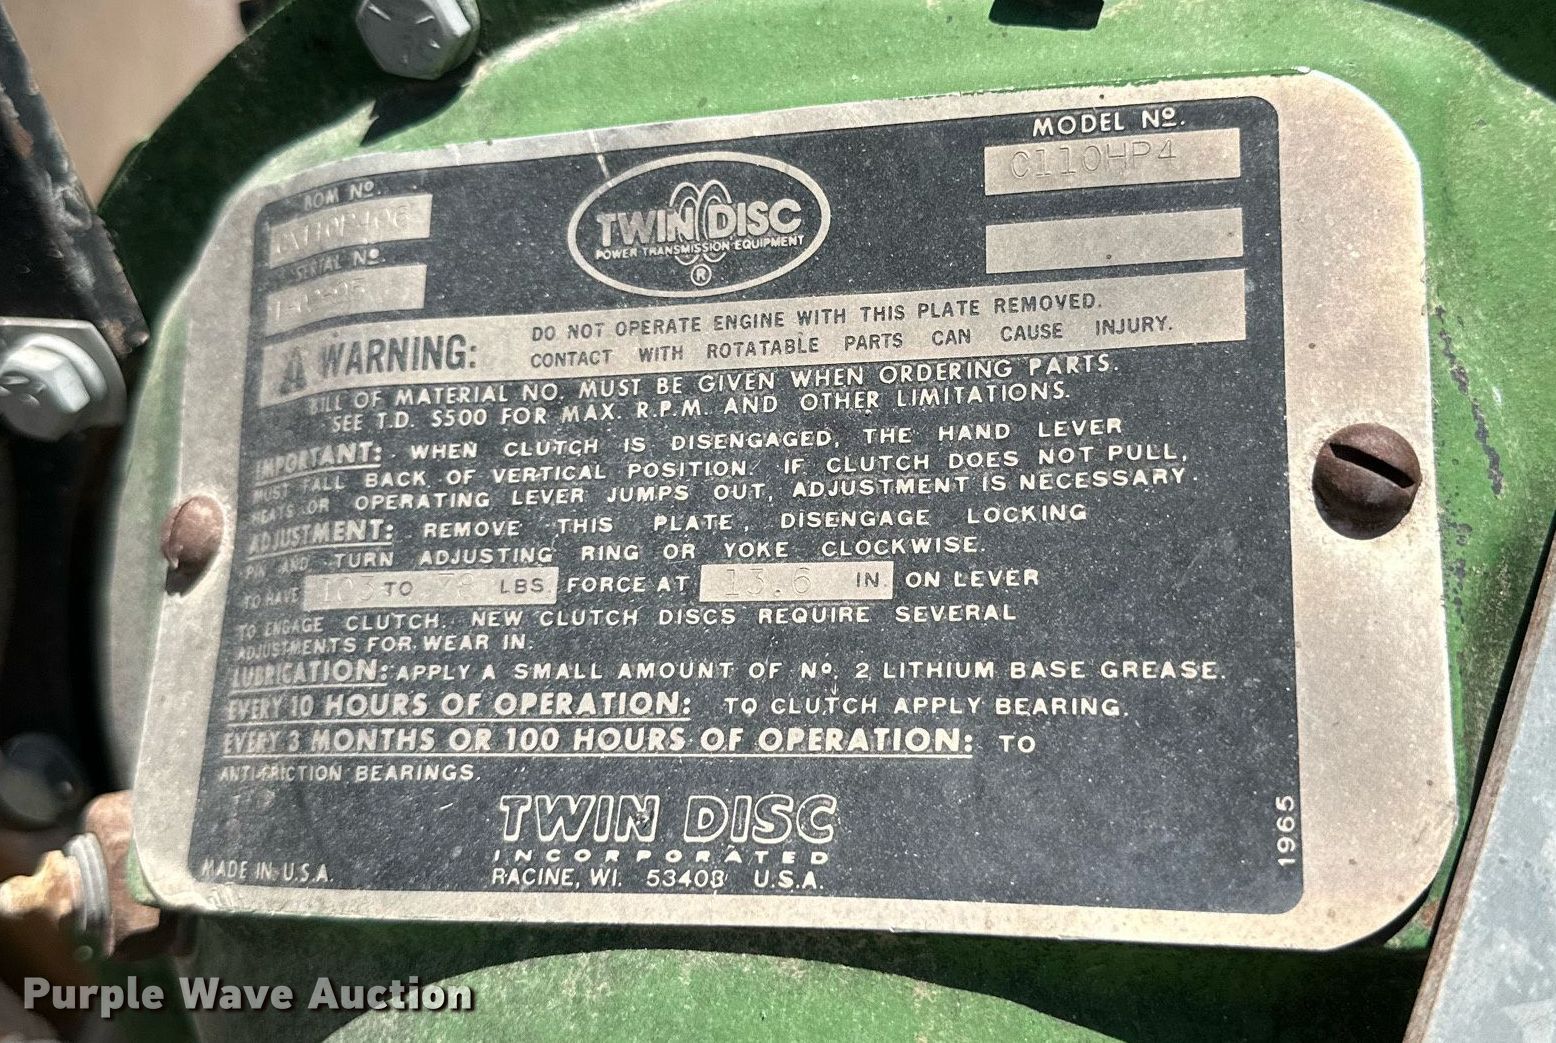 BOM Nº
MODEL Nº.
C110HP4
SERIAL Nº
TWIN DISC
POWER TRANSMISSION EQUIPMENT
®
WARNING:
DO NOT OPERATE ENGINE WITH THIS PLATE REMOVED.
CONTACT WITH ROTATABLE PARTS CAN CAUSE INJURY.
BILL OF MATERIAL NO. MUST BE GIVEN WHEN ORDERING PARTS.
SEE T.D. S500 FOR MAX. R.P.M. AND OTHER LIMITATIONS.
IMPORTANT: WHEN CLUTCH IS DISENGAGED, THE HAND LEVER
MUST FALL BACK OF VERTICAL POSITION. IF CLUTCH DOES NOT PULL,
HEATS OR OPERATING LEVER JUMPS OUT, ADJUSTMENT IS NECESSARY.
ADJUSTMENT: REMOVE THIS PLATE, DISENGAGE LOCKING
PIN AND TURN ADJUSTING RING OR YOKE CLOCKWISE.
TO HAVE 103 TO 78 LBS FORCE AT 13.6 IN. ON LEVER
TO ENGAGE CLUTCH. NEW CLUTCH DISCS REQUIRE SEVERAL
ADJUSTMENTS FOR WEAR IN.
LUBRICATION: APPLY A SMALL AMOUNT OF Nº. 2 LITHIUM BASE GREASE.
EVERY 10 HOURS OF OPERATION: TO CLUTCH APPLY BEARING.
EVERY 3 MONTHS OR 100 HOURS OF OPERATION: TO
ANTI-FRICTION BEARINGS.
TWIN DISC
INCORPORATED
RACINE, WI. 53403 U.S.A.
MADE IN U.S.A.
1965
Purple Wave Auction